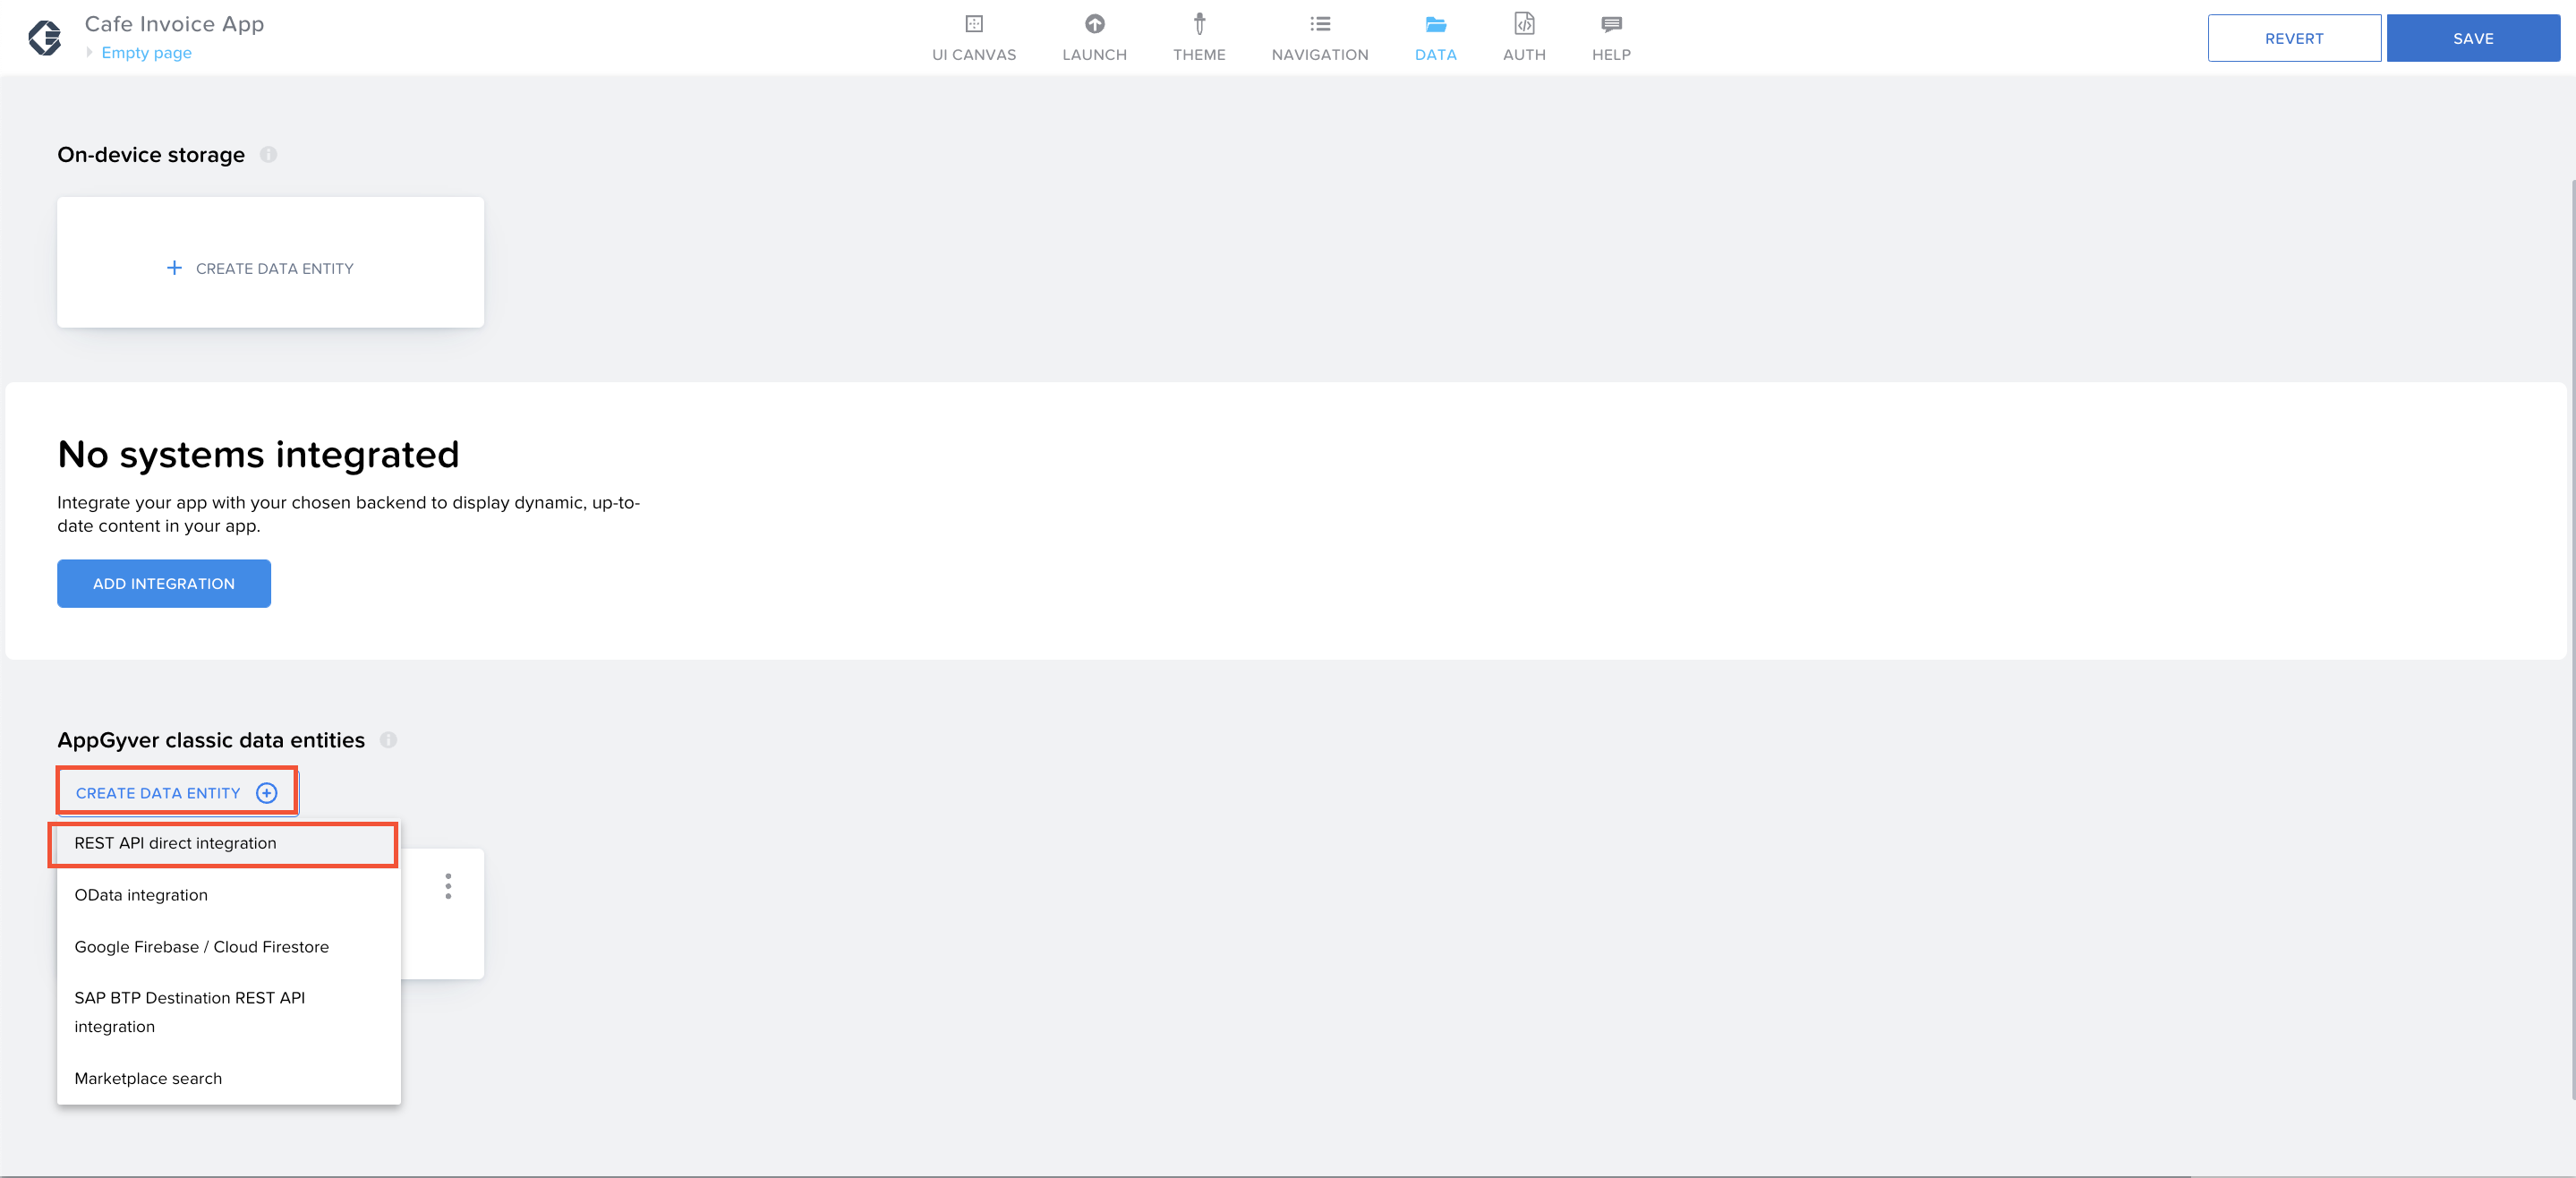 Cafe Invoice App
Empty page
UI CANVAS
LAUNCH
THEME
NAVIGATION
DATA
AUTH
HELP
REVERT
SAVE
On-device storage
+ CREATE DATA ENTITY
No systems integrated
Integrate your app with your chosen backend to display dynamic, up-to-
date content in your app.
ADD INTEGRATION
AppGyver classic data entities
CREATE DATA ENTITY
REST API direct integration
OData integration
Google Firebase / Cloud Firestore
SAP BTP Destination REST API
integration
Marketplace search